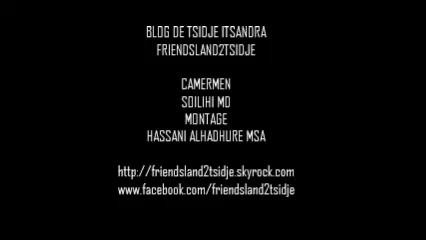 BLOG DE TSIDJE ITSANDRA
FRIENDSLAND2TSIDJE
CAMERMEN
SOILIHI MD
MONTAGE
HASSANI ALHADHURE MSA
http://friendsland2tsidje.skyrock.com
www.facebook.com/friendsland2tsidje